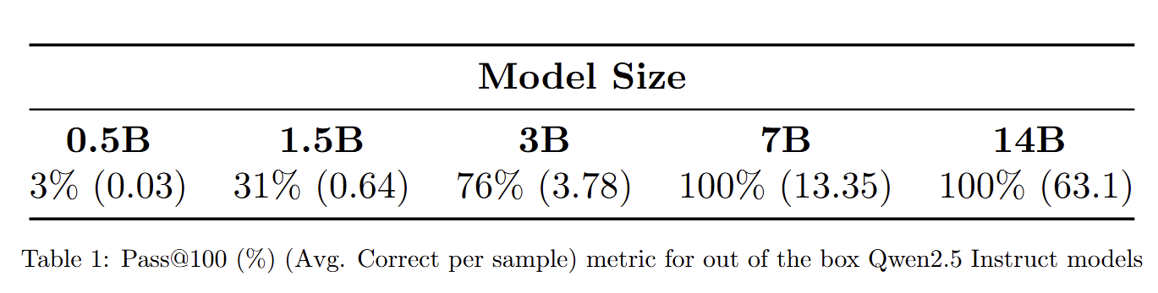 Model Size
0.5B 1.5B 3B 7B 14B
3% (0.03) 31% (0.64) 76% (3.78) 100% (13.35) 100% (63.1)
Table 1: Pass@100 (%) (Avg. Correct per sample) metric for out of the box Qwen2.5 Instruct models